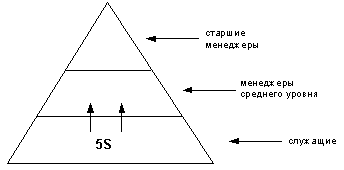 старшие
менеджеры
менеджеры
среднего уровня
5S
служащие